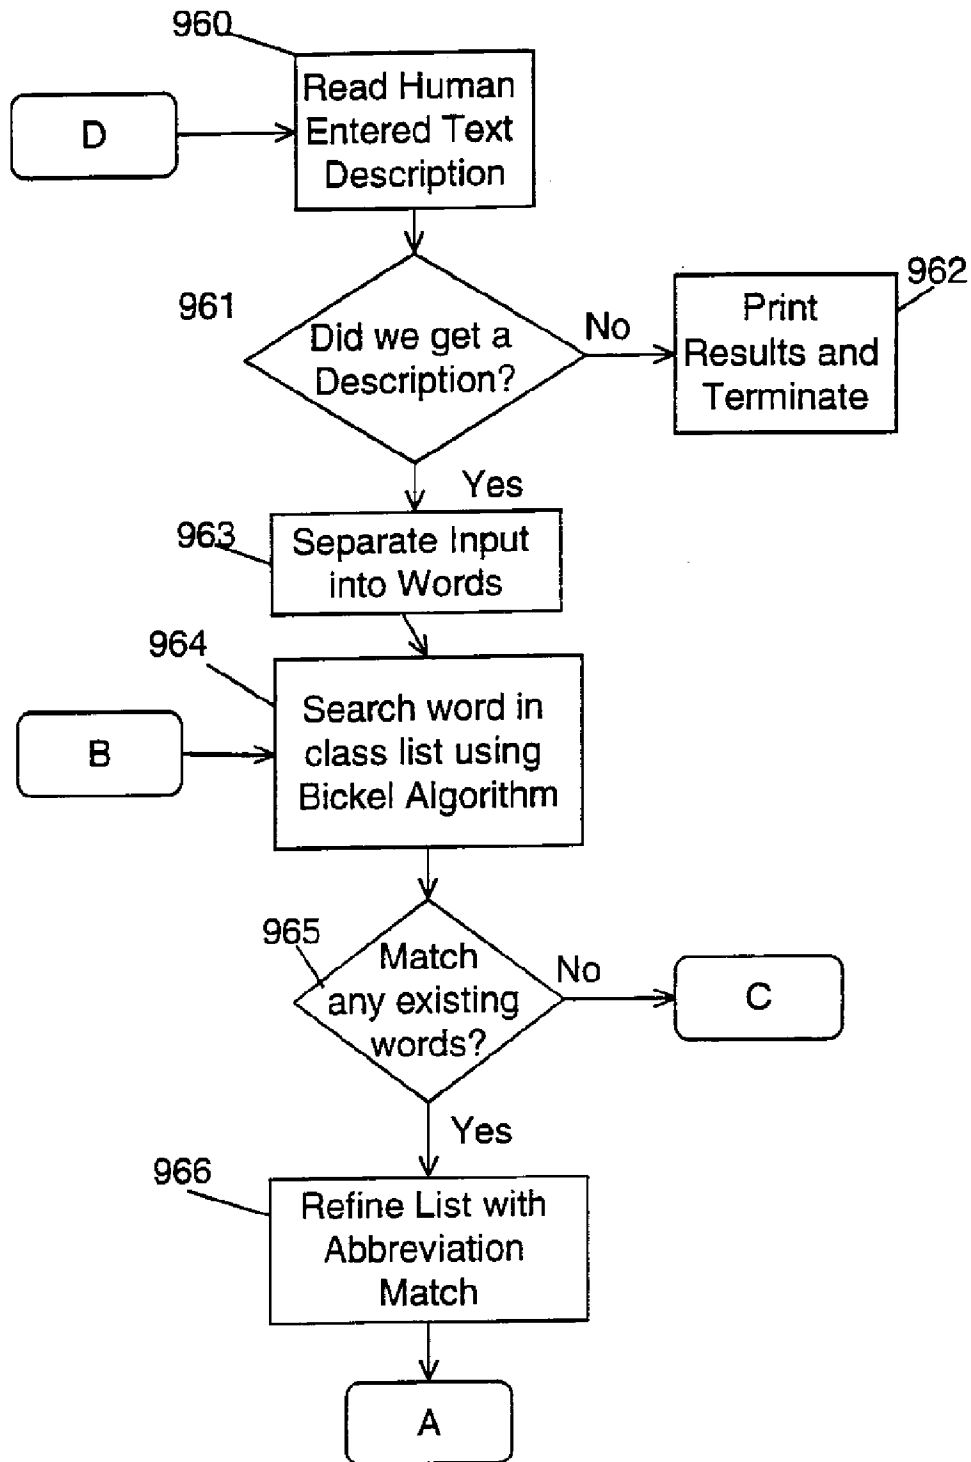 960
Read Human
Entered Text
Description
D
961
Did we get a
Description?
No
962
Print
Results and
Terminate
Yes
963
Separate Input
into Words
964
Search word in
class list using
Bickel Algorithm
B
965
Match
any existing
words?
No
C
Yes
966
Refine List with
Abbreviation
Match
A